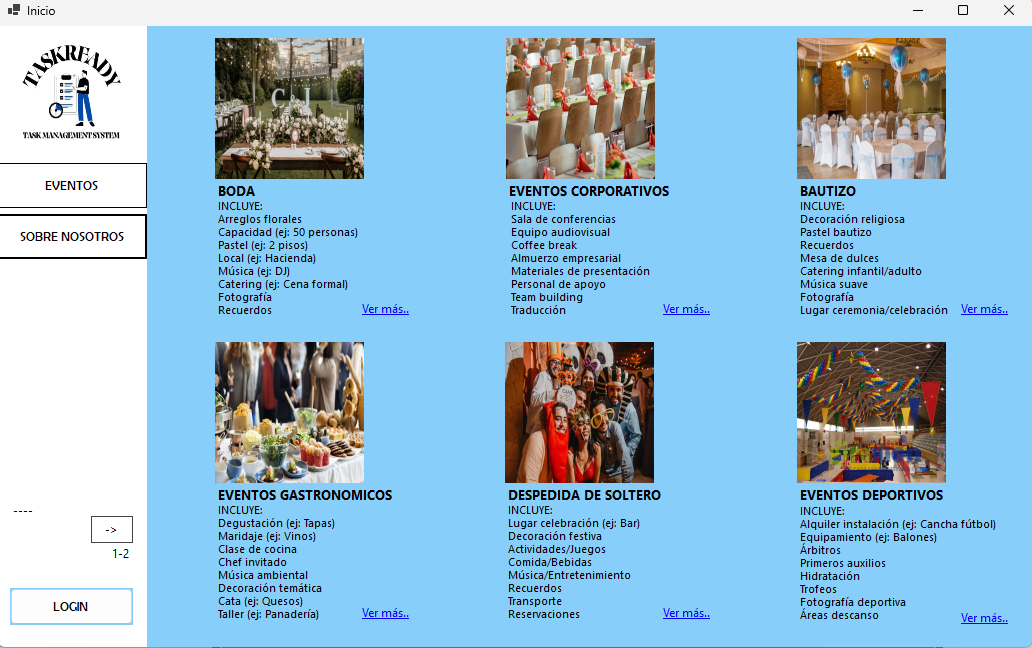 Inicio
TASKREADY
TASK MANAGEMENT SYSTEM
EVENTOS
SOBRE NOSOTROS
----
->
1-2
LOGIN
BODA
INCLUYE:
Arreglos florales
Capacidad (ej: 50 personas)
Pastel (ej: 2 pisos)
Local (ej: Hacienda)
Música (ej: DJ)
Catering (ej: Cena formal)
Fotografía
Recuerdos
Ver más..
EVENTOS CORPORATIVOS
INCLUYE:
Sala de conferencias
Equipo audiovisual
Coffee break
Almuerzo empresarial
Materiales de presentación
Personal de apoyo
Team building
Traducción
Ver más..
BAUTIZO
INCLUYE:
Decoración religiosa
Pastel bautizo
Recuerdos
Mesa de dulces
Catering infantil/adulto
Música suave
Fotografía
Lugar ceremonia/celebración
Ver más..
EVENTOS GASTRONOMICOS
INCLUYE:
Degustación (ej: Tapas)
Maridaje (ej: Vinos)
Clase de cocina
Chef invitado
Música ambiental
Decoración temática
Cata (ej: Quesos)
Taller (ej: Panadería)
Ver más..
DESPEDIDA DE SOLTERO
INCLUYE:
Lugar celebración (ej: Bar)
Decoración festiva
Actividades/Juegos
Comida/Bebidas
Música/Entretenimiento
Recuerdos
Transporte
Reservaciones
Ver más..
EVENTOS DEPORTIVOS
INCLUYE:
Alquiler instalación (ej: Cancha fútbol)
Equipamiento (ej: Balones)
Árbitros
Primeros auxilios
Hidratación
Trofeos
Fotografía deportiva
Áreas descanso
Ver más..